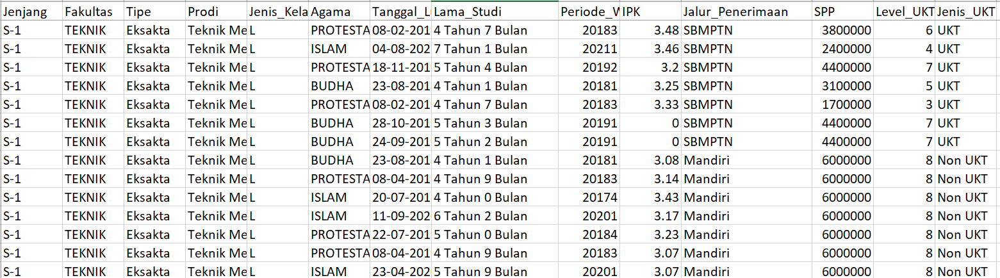 Jenjang Fakultas Tipe Prodi Jenis_Kela Agama Tanggal_Lu Lama_Studi Periode_W IPK Jalur_Penerimaan SPP Level_UKT Jenis_UKT
S-1 TEKNIK Eksakta Teknik Me L PROTESTA 08-02-201 4 Tahun 7 Bulan 20183 3.48 SBMPTN 3800000 6 UKT
S-1 TEKNIK Eksakta Teknik Me L ISLAM 04-08-202 7 Tahun 1 Bulan 20211 3.46 SBMPTN 2400000 4 UKT
S-1 TEKNIK Eksakta Teknik Me L PROTESTA 18-11-201 5 Tahun 4 Bulan 20192 3.2 SBMPTN 4400000 7 UKT
S-1 TEKNIK Eksakta Teknik Me L BUDHA 23-08-201 4 Tahun 1 Bulan 20181 3.25 SBMPTN 3100000 5 UKT
S-1 TEKNIK Eksakta Teknik Me L PROTESTA 08-02-201 4 Tahun 7 Bulan 20183 3.33 SBMPTN 1700000 3 UKT
S-1 TEKNIK Eksakta Teknik Me L BUDHA 28-10-201 5 Tahun 3 Bulan 20191 0 SBMPTN 4400000 7 UKT
S-1 TEKNIK Eksakta Teknik Me L BUDHA 24-09-201 5 Tahun 2 Bulan 20191 0 SBMPTN 4400000 7 UKT
S-1 TEKNIK Eksakta Teknik Me L BUDHA 23-08-201 4 Tahun 1 Bulan 20181 3.08 Mandiri 6000000 8 Non UKT
S-1 TEKNIK Eksakta Teknik Me L PROTESTA 08-04-201 4 Tahun 9 Bulan 20183 3.14 Mandiri 6000000 8 Non UKT
S-1 TEKNIK Eksakta Teknik Me L ISLAM 20-07-201 4 Tahun 0 Bulan 20174 3.43 Mandiri 6000000 8 Non UKT
S-1 TEKNIK Eksakta Teknik Me L ISLAM 11-09-202 6 Tahun 2 Bulan 20201 3.17 Mandiri 6000000 8 Non UKT
S-1 TEKNIK Eksakta Teknik Me L PROTESTA 22-07-201 5 Tahun 0 Bulan 20184 3.23 Mandiri 6000000 8 Non UKT
S-1 TEKNIK Eksakta Teknik Me L PROTESTA 08-04-201 4 Tahun 9 Bulan 20183 3.07 Mandiri 6000000 8 Non UKT
S-1 TEKNIK Eksakta Teknik Me L ISLAM 23-04-202 5 Tahun 9 Bulan 20201 3.07 Mandiri 6000000 8 Non UKT